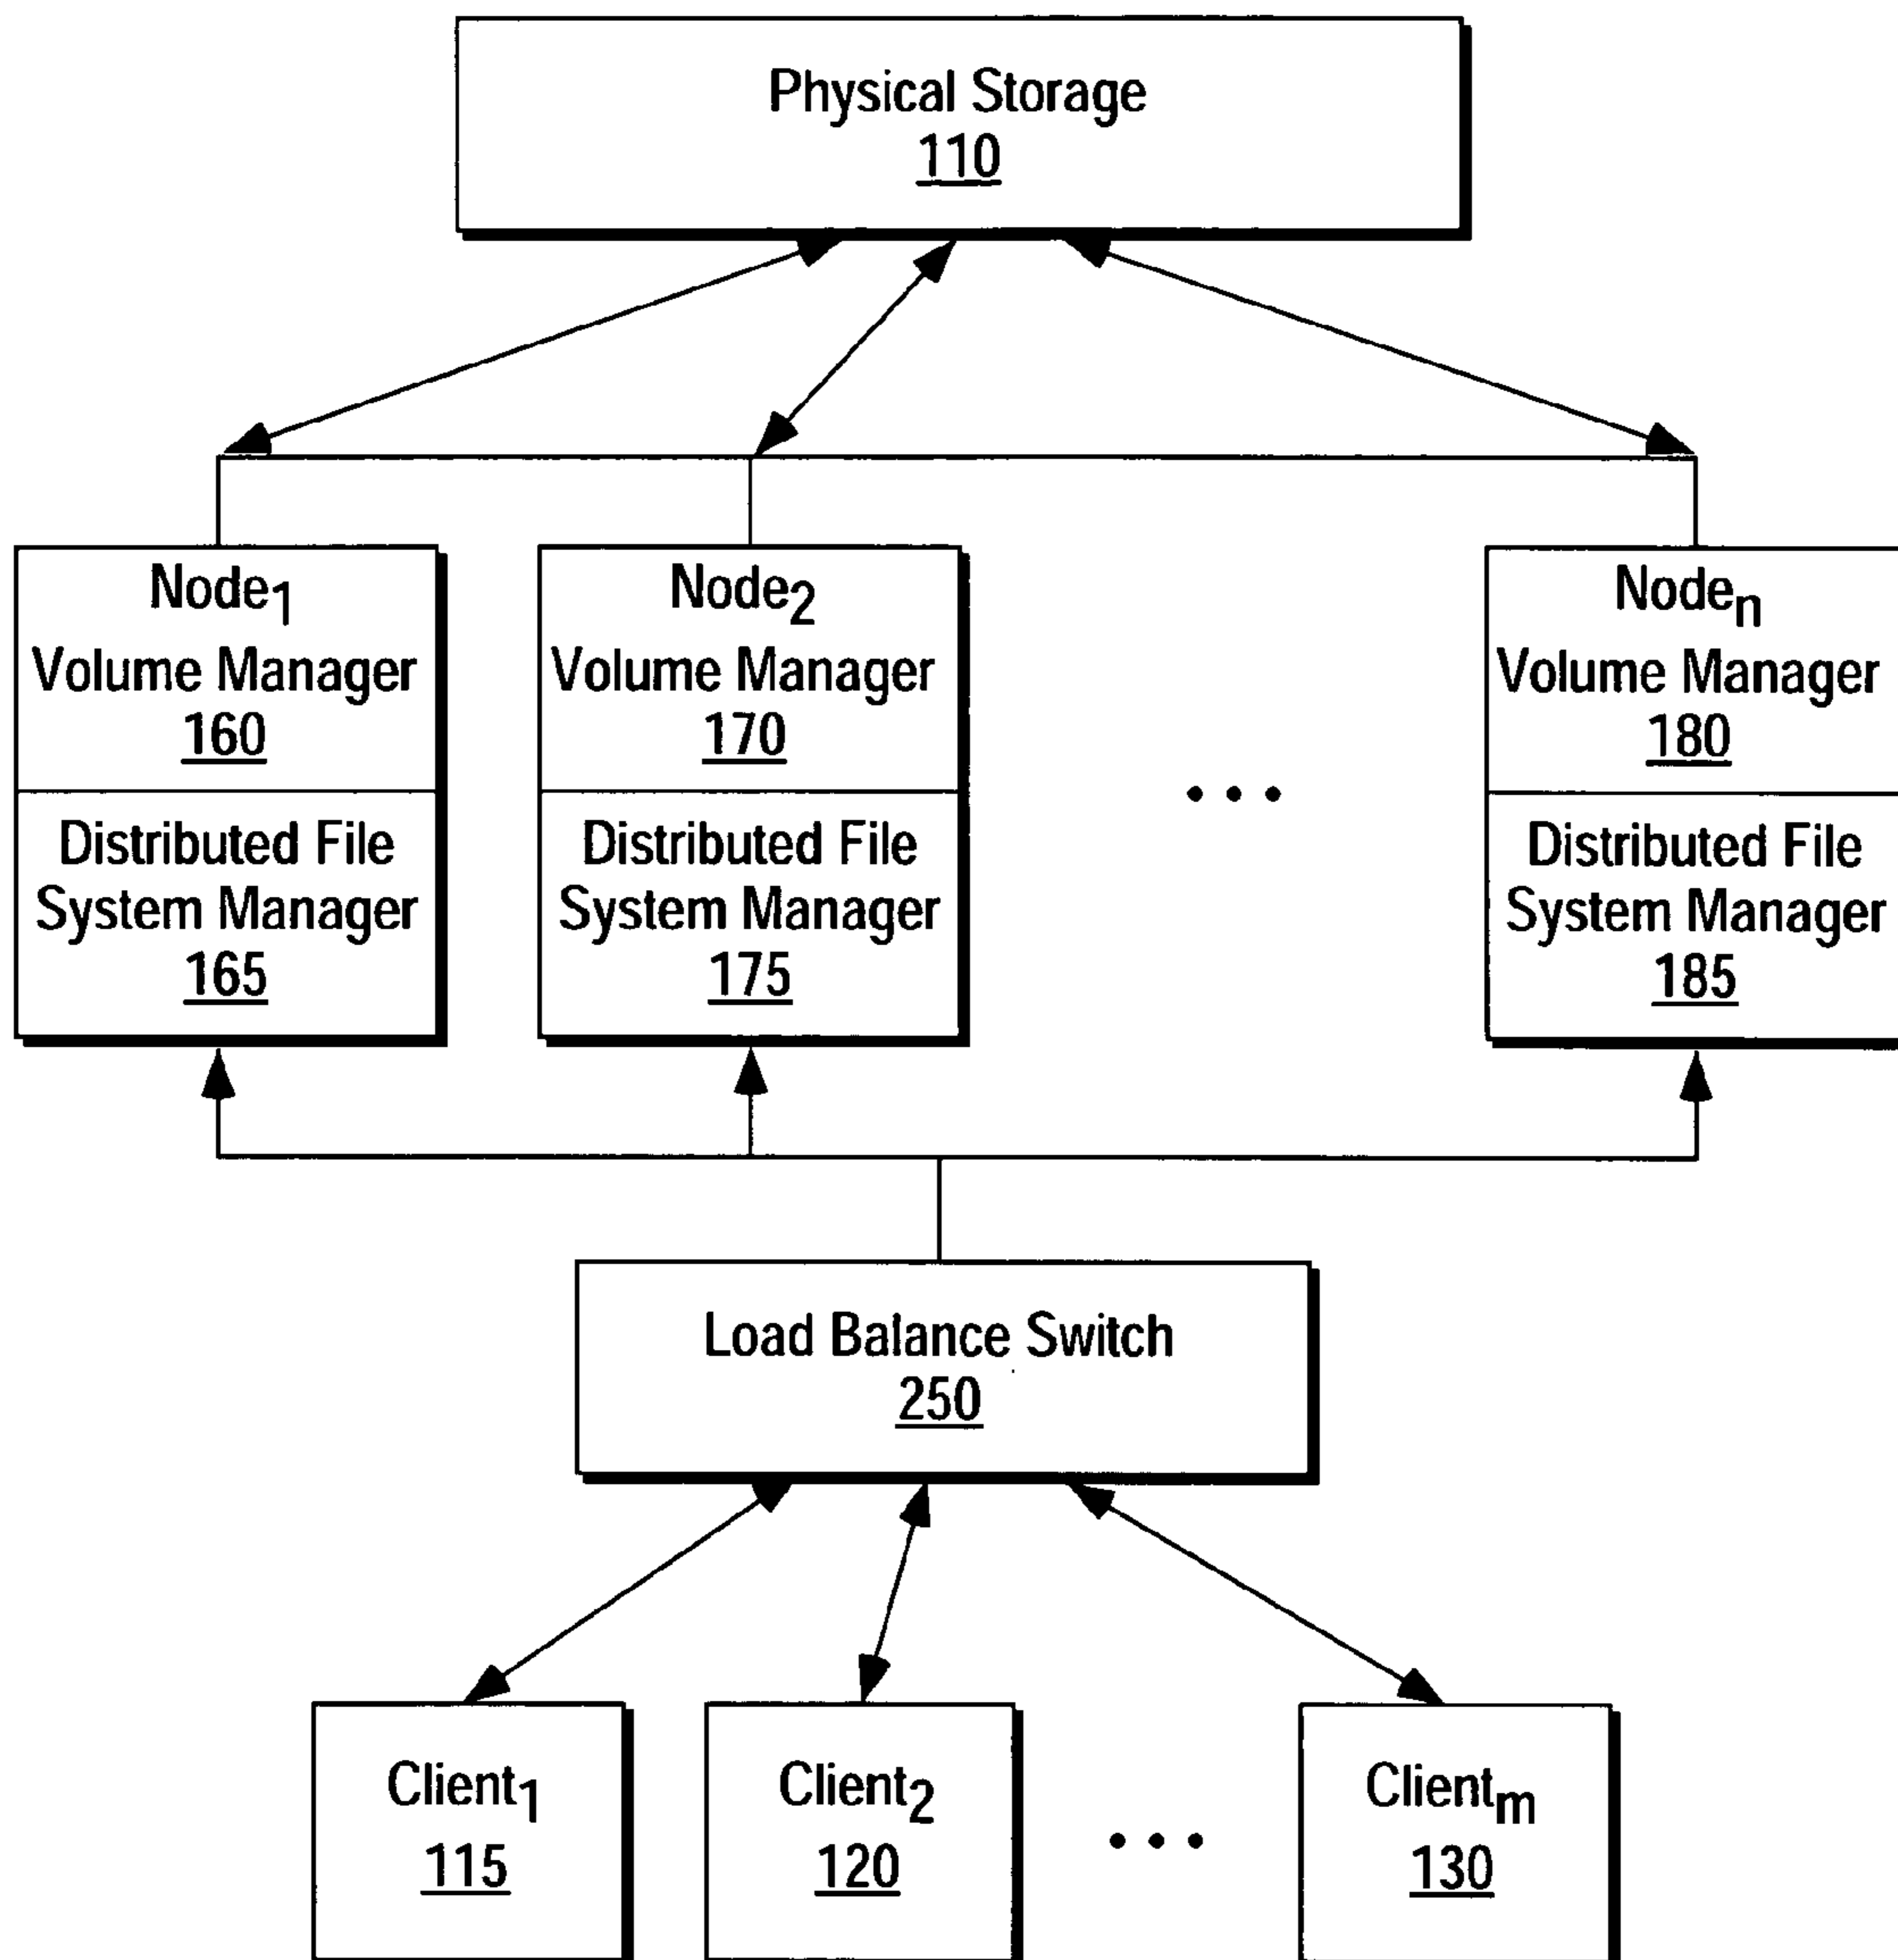 Physical Storage
110
Node1
Volume Manager
160
Distributed File
System Manager
165
Node2
Volume Manager
170
Distributed File
System Manager
175
...
Noden
Volume Manager
180
Distributed File
System Manager
185
Load Balance Switch
250
Client1
115
Client2
120
...
Clientm
130